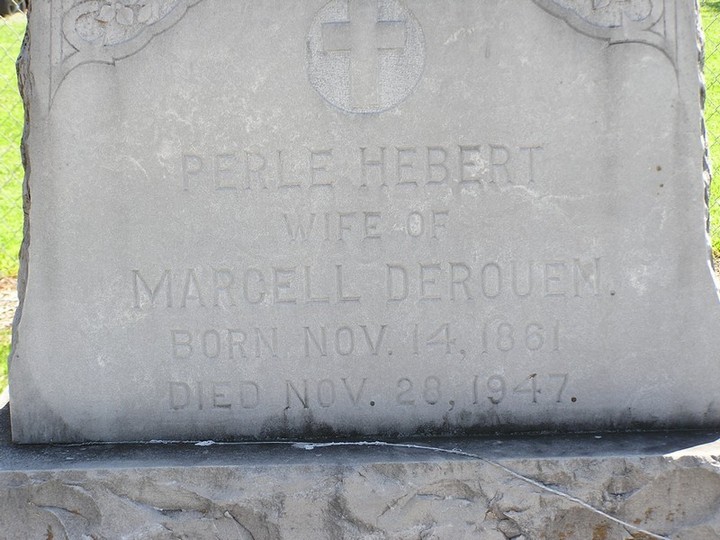 PERLE HEBERT
WIFE OF
MARCELL DEROUEN.
BORN NOV. 14, 1861
DIED NOV. 28, 1947.